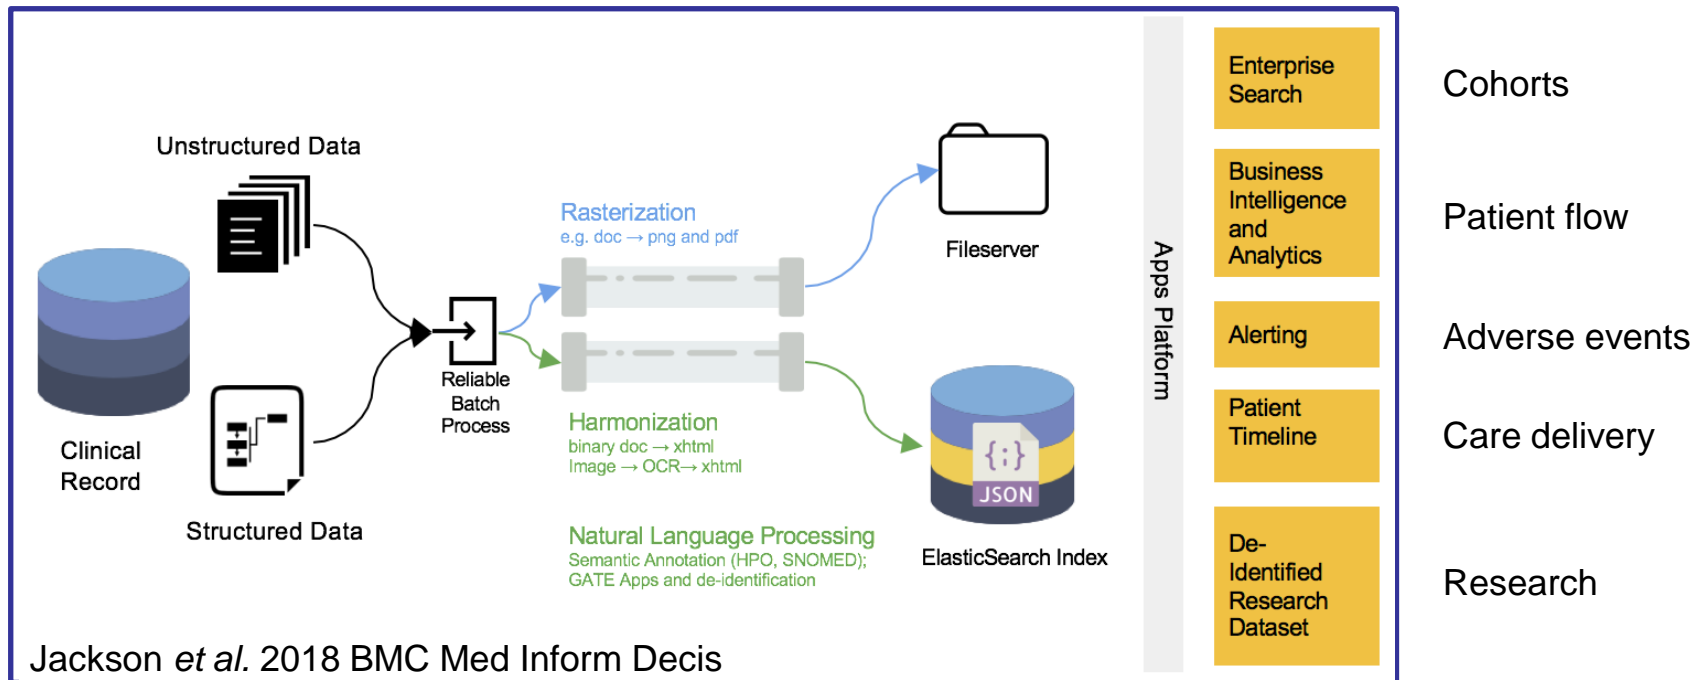 Unstructured Data
Clinical
Record
Structured Data
Reliable
Batch
Process
Rasterization
e.g. doc → png and pdf
Harmonization
binary doc → xhtml
Image → OCR→ xhtml
Natural Language Processing
Semantic Annotation (HPO, SNOMED);
GATE Apps and de-identification
Fileserver
{;}
JSON
ElasticSearch Index
Apps Platform
Enterprise
Search
Cohorts
Business
Intelligence
and
Analytics
Patient flow
Alerting
Adverse events
Patient
Timeline
Care delivery
De-
Identified
Research
Dataset
Research
Jackson et al. 2018 BMC Med Inform Decis